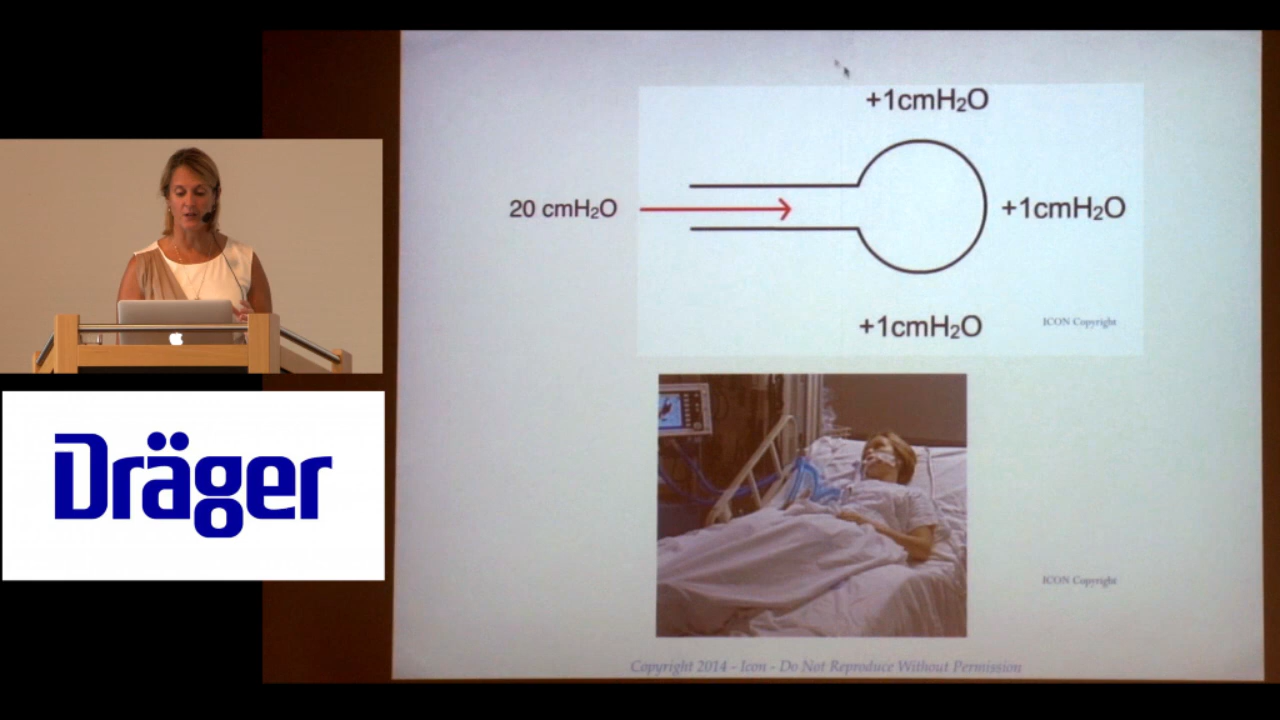 +1cmH₂O
20 cmH₂O
+1cmH₂O
+1cmH₂O
ICON Copyright
ICON Copyright
Copyright 2014 - Icon - Do Not Reproduce Without Permission
Dräger